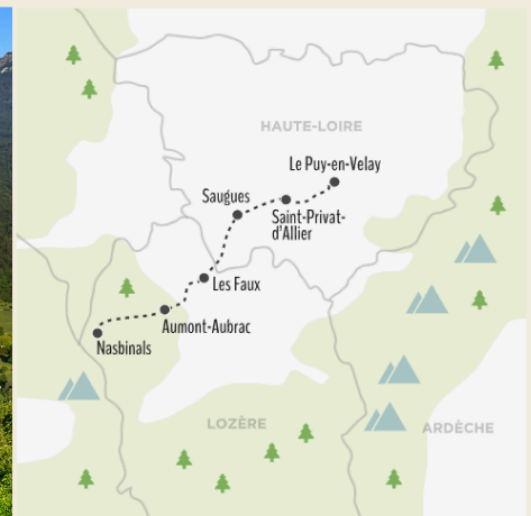 HAUTE-LOIRE
Le Puy-en-Velay
Saugues
Saint-Privat-
d'Allier
Les Faux
Aumont-Aubrac
Nasbinals
LOZÈRE
ARDÈCHE